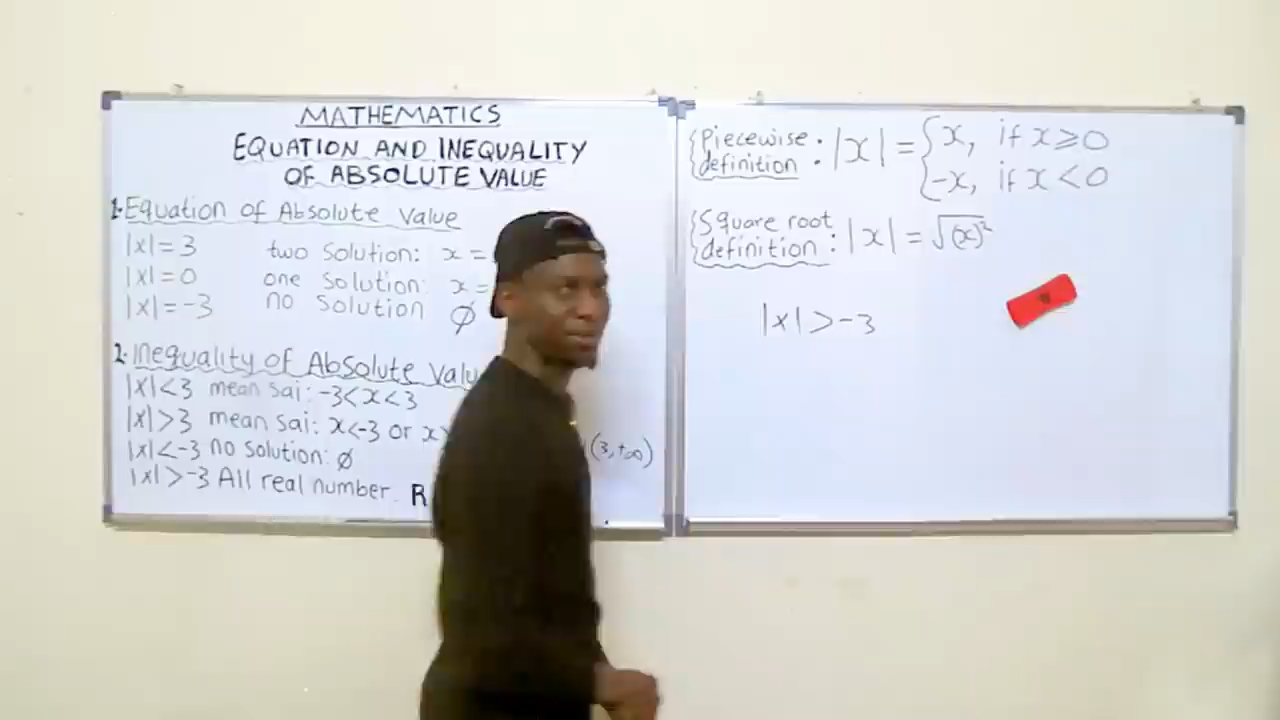 MATHEMATICS
EQUATION AND INEQUALITY
OF ABSOLUTE VALUE
1. Equation of Absolute Value
|x| = 3 two solution: x =
|x| = 0 one solution: x =
|x| = -3 no solution ∅
2. Inequality of Absolute Valu
|x| < 3 mean sai: -3 < x < 3
|x| > 3 mean sai: x < -3 or x (3, +∞)
|x| < -3 no solution: ∅
|x| > -3 All real number. R
Piecewise definition: |x| = { x, if x ≥ 0
-x, if x < 0
Square root
definition: |x| = √(x)²
|x| > -3